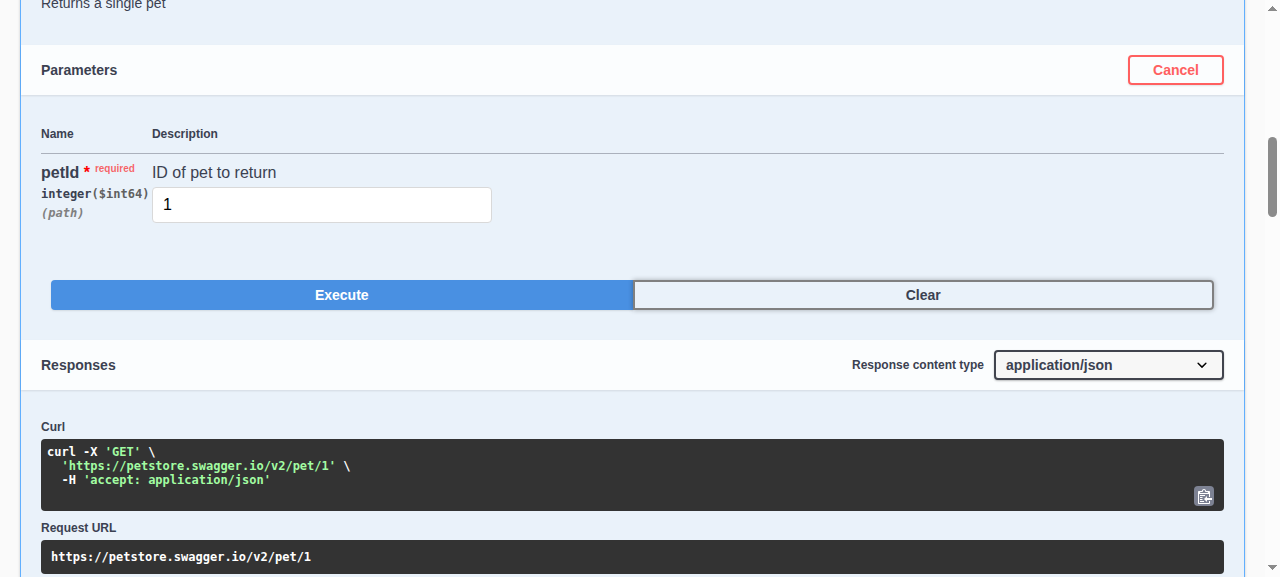 Returns a single pet
Parameters
Cancel
Name Description
petId * required ID of pet to return
integer($int64)
(path)
1
Execute Clear
Responses Response content type application/json
Curl
curl -X 'GET' \
'https://petstore.swagger.io/v2/pet/1' \
-H 'accept: application/json'
Request URL
https://petstore.swagger.io/v2/pet/1